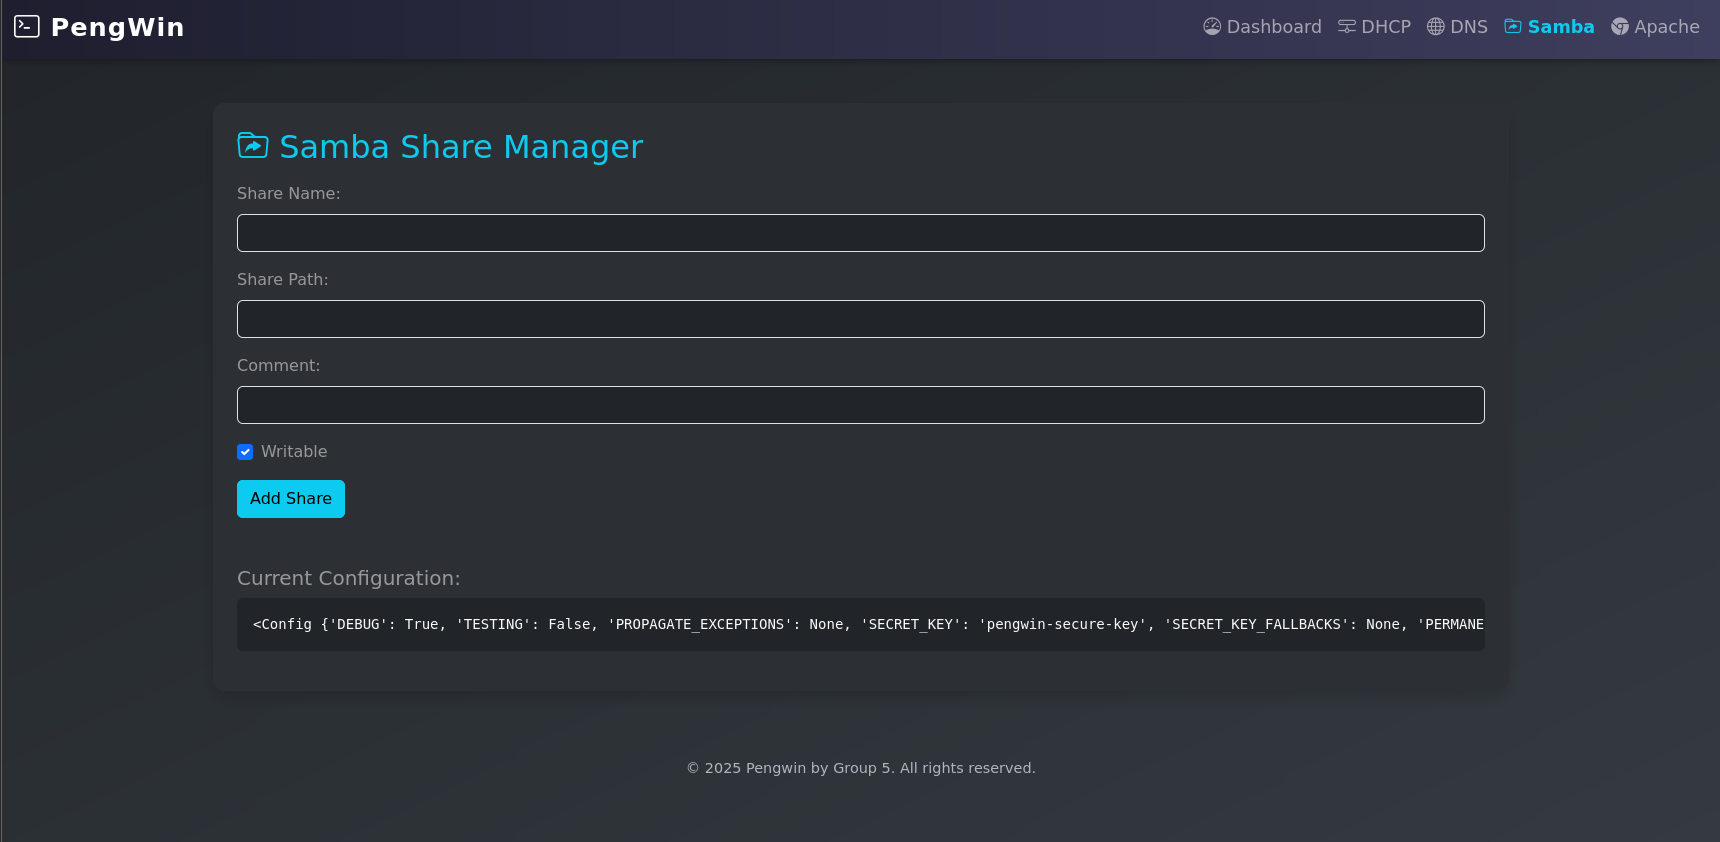 PengWin
Dashboard DHCP DNS Samba Apache
Samba Share Manager
Share Name:
Share Path:
Comment:
Writable
Add Share
Current Configuration:
<Config {'DEBUG': True, 'TESTING': False, 'PROPAGATE_EXCEPTIONS': None, 'SECRET_KEY': 'pengwin-secure-key', 'SECRET_KEY_FALLBACKS': None, 'PERMANE
© 2025 Pengwin by Group 5. All rights reserved.